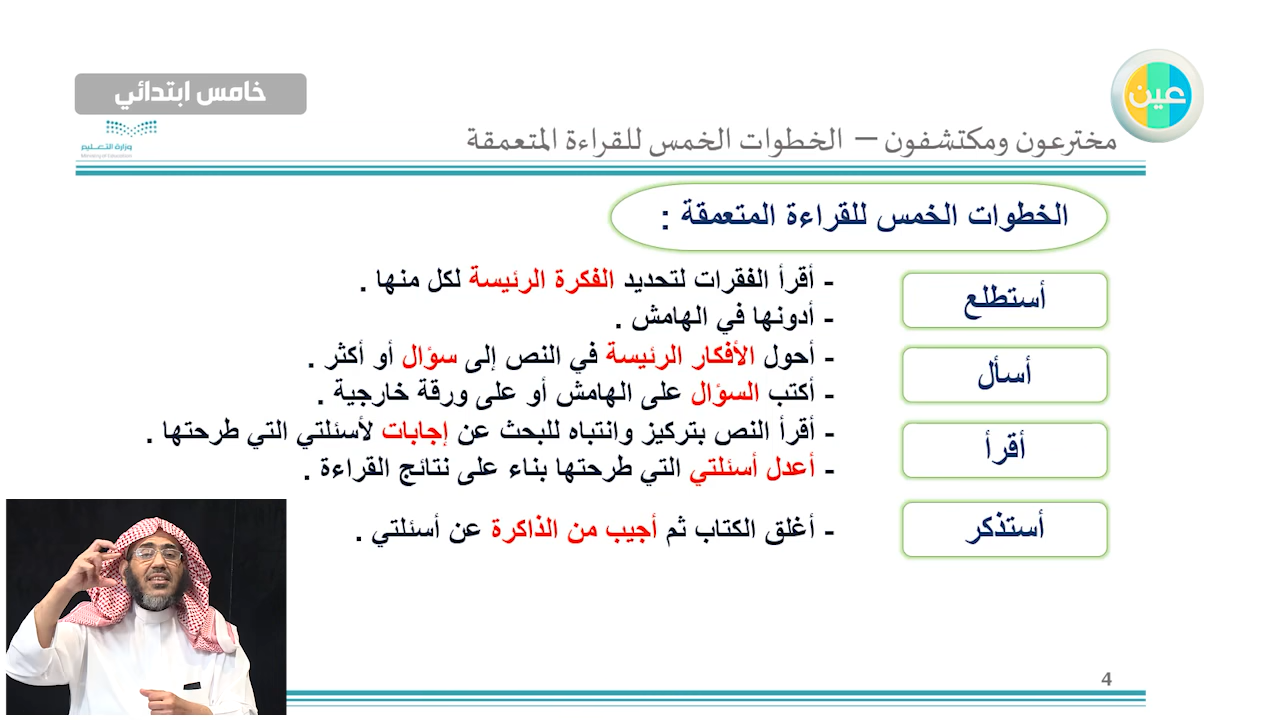 خامس ابتدائي
عين
وزارة التعليم
Ministry of Education
مخترعون ومكتشفون – الخطوات الخمس للقراءة المتعمقة
الخطوات الخمس للقراءة المتعمقة :
أستطلع
- أقرأ الفقرات لتحديد الفكرة الرئيسة لكل منها .
- أدونها في الهامش .
أسأل
- أحول الأفكار الرئيسة في النص إلى سؤال أو أكثر .
- أكتب السؤال على الهامش أو على ورقة خارجية .
أقرأ
- أقرأ النص بتركيز وانتباه للبحث عن إجابات لأسئلتي التي طرحتها .
- أعدل أسئلتي التي طرحتها بناء على نتائج القراءة .
أستذكر
- أغلق الكتاب ثم أجيب من الذاكرة عن أسئلتي .
4